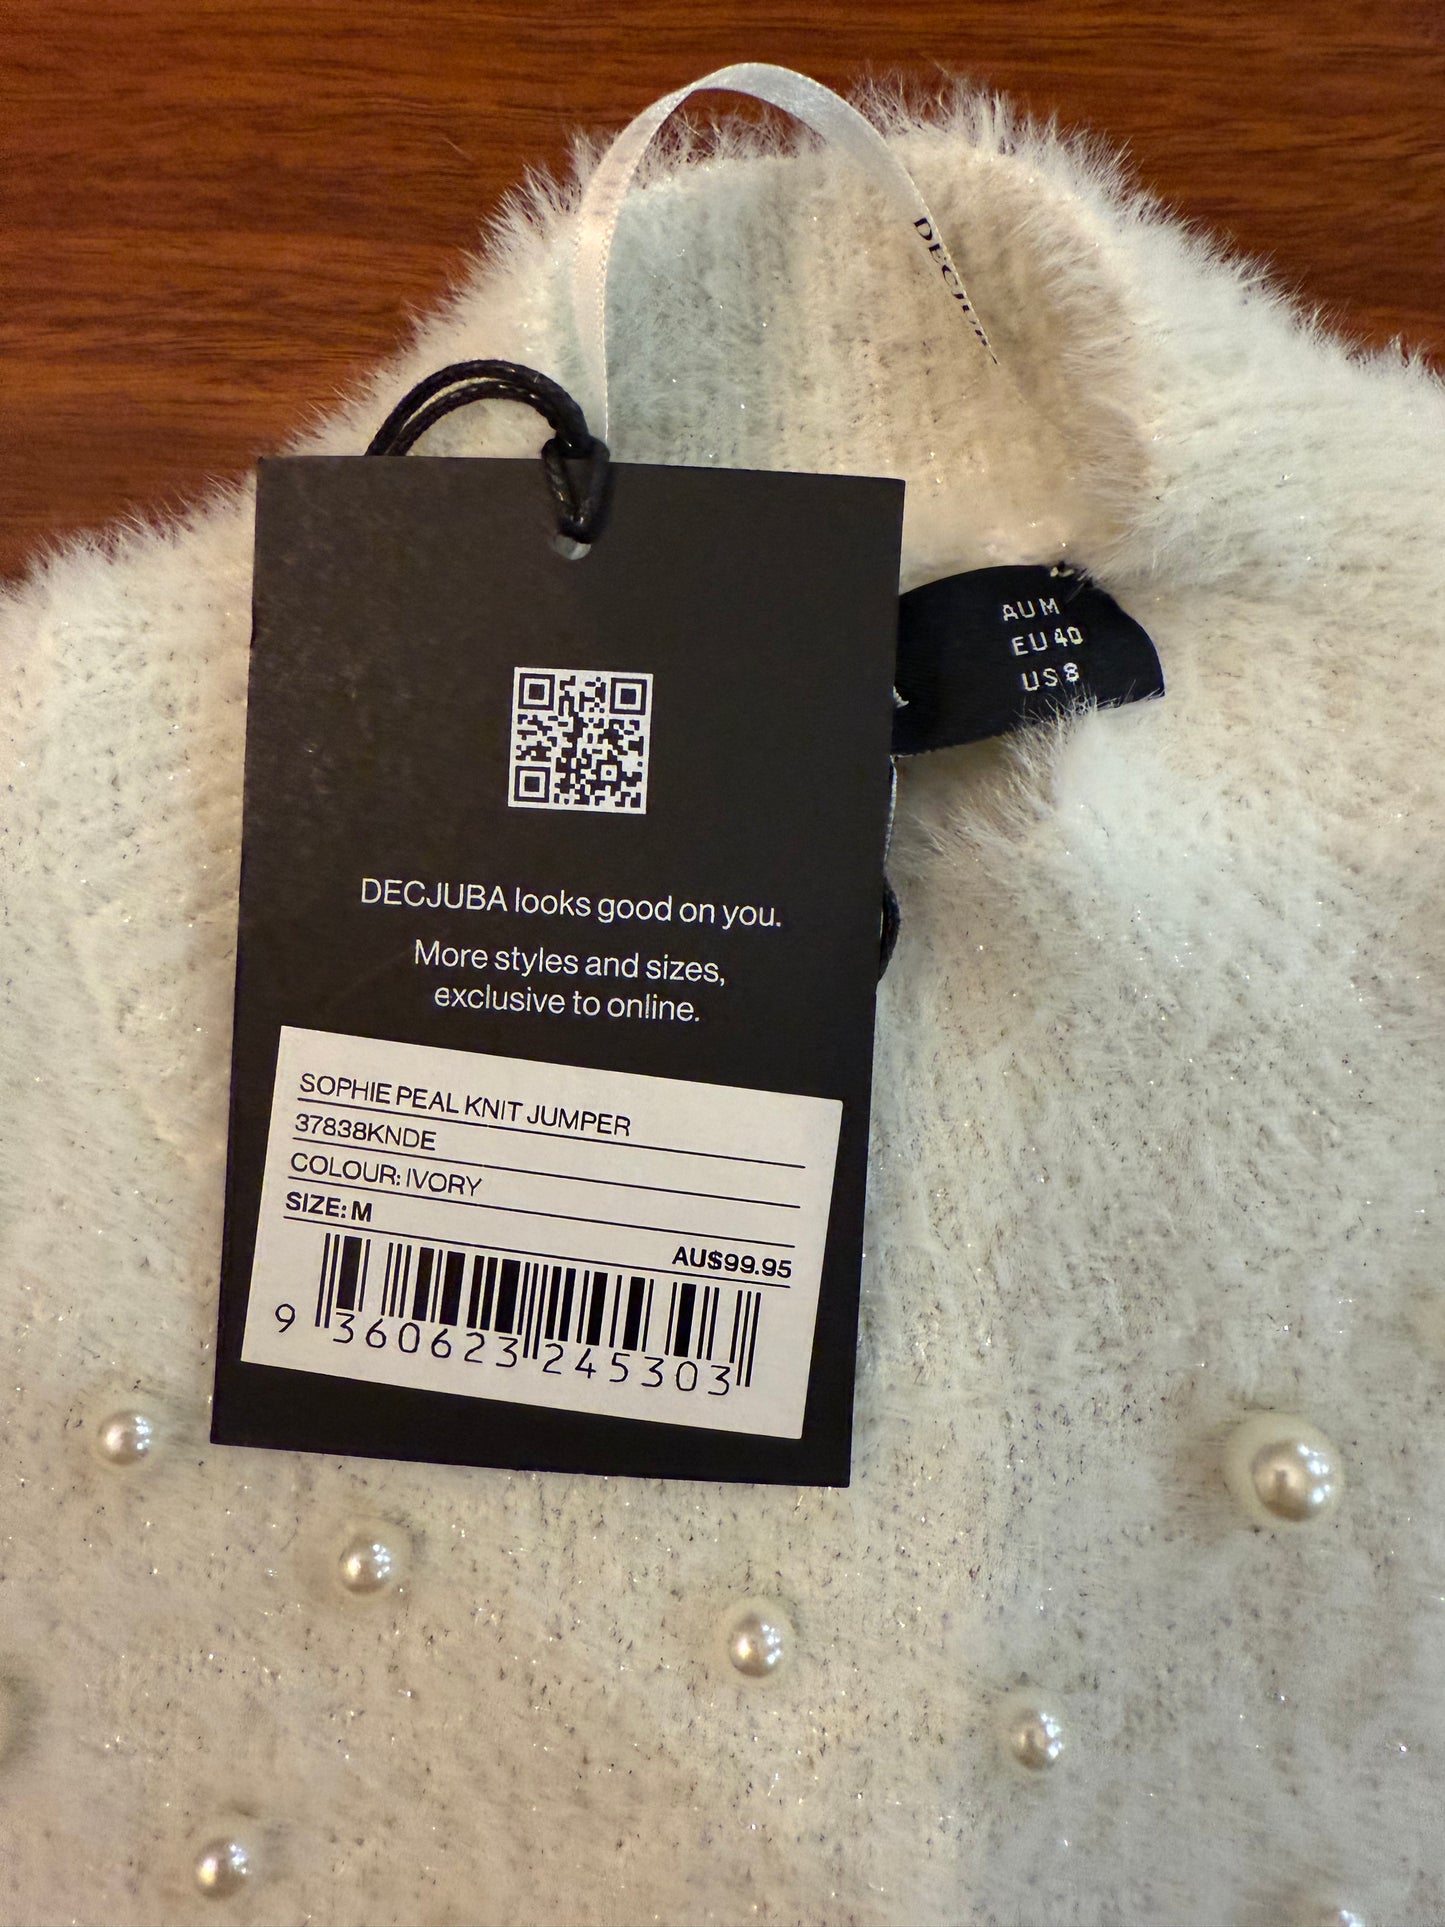 DECJUB
AU M
EU 40
US 8
DECJUBA looks good on you.
More styles and sizes,
exclusive to online.
SOPHIE PEAL KNIT JUMPER
37838KNDE
COLOUR: IVORY
SIZE: M
AU$99.95
9 360623 245303